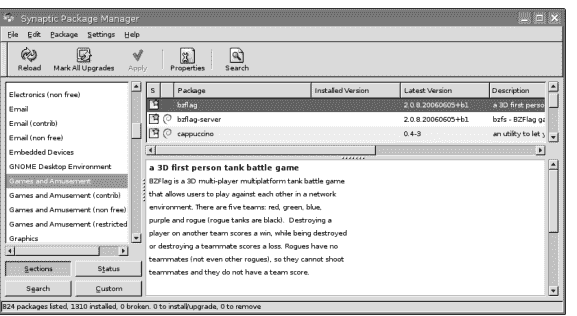 Synaptic Package Manager
File Edit Package Settings Help
Reload Mark All Upgrades Apply Properties Search
Electronics (non free)
Email
Email (contrib)
Email (non free)
Embedded Devices
GNOME Desktop Environment
Games and Amusement
Games and Amusement (contrib)
Games and Amusement (non free)
Games and Amusement (restricted
Graphics
Sections Status
Search Custom
S Package Installed Version Latest Version Description
bzflag 2.0.8.20060605+b1 a 3D first perso
bzflag-server 2.0.8.20060605+b1 bzfs - BZFlag ga
cappuccino 0.4-3 an utility to let y
a 3D first person tank battle game
BZFlag is a 3D multi-player multiplatform tank battle game
that allows users to play against each other in a network
environment. There are five teams: red, green, blue,
purple and rogue (rogue tanks are black). Destroying a
player on another team scores a win, while being destroyed
or destroying a teammate scores a loss. Rogues have no
teammates (not even other rogues), so they cannot shoot
teammates and they do not have a team score.
824 packages listed, 1310 installed, 0 broken. 0 to install/upgrade, 0 to remove